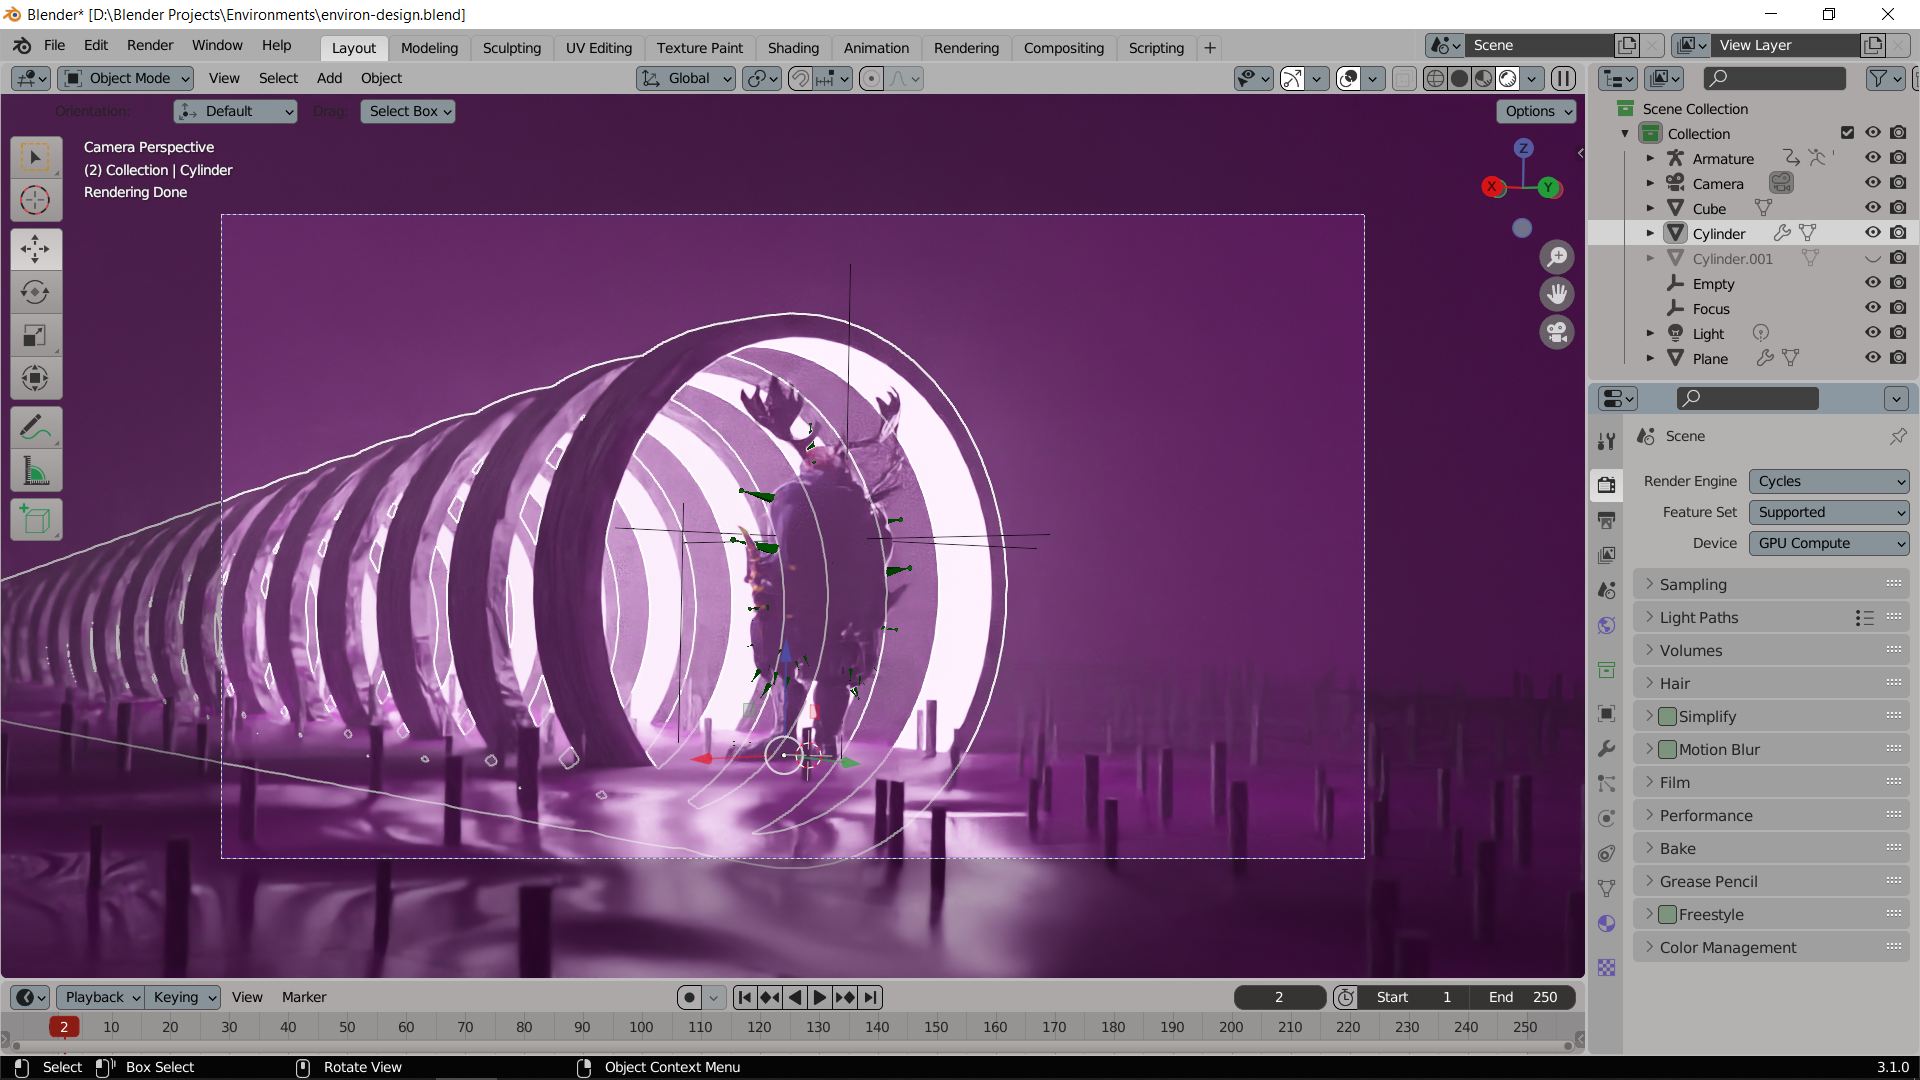 Blender* [D:\Blender Projects\Environments\environ-design.blend]
File Edit Render Window Help Layout Modeling Sculpting UV Editing Texture Paint Shading Animation Rendering Compositing Scripting + Scene View Layer
Object Mode View Select Add Object Global
Orientation: Default Drag: Select Box Options
Camera Perspective
(2) Collection | Cylinder
Rendering Done
Z
X
Y
Scene Collection
Collection
Armature
Camera
Cube
Cylinder
Cylinder.001
Empty
Focus
Light
Plane
Scene
Render Engine Cycles
Feature Set Supported
Device GPU Compute
Sampling
Light Paths
Volumes
Hair
Simplify
Motion Blur
Film
Performance
Bake
Grease Pencil
Freestyle
Color Management
Playback Keying View Marker 2 Start 1 End 250
2 10 20 30 40 50 60 70 80 90 100 110 120 130 140 150 160 170 180 190 200 210 220 230 240 250
Select Box Select Rotate View Object Context Menu 3.1.0